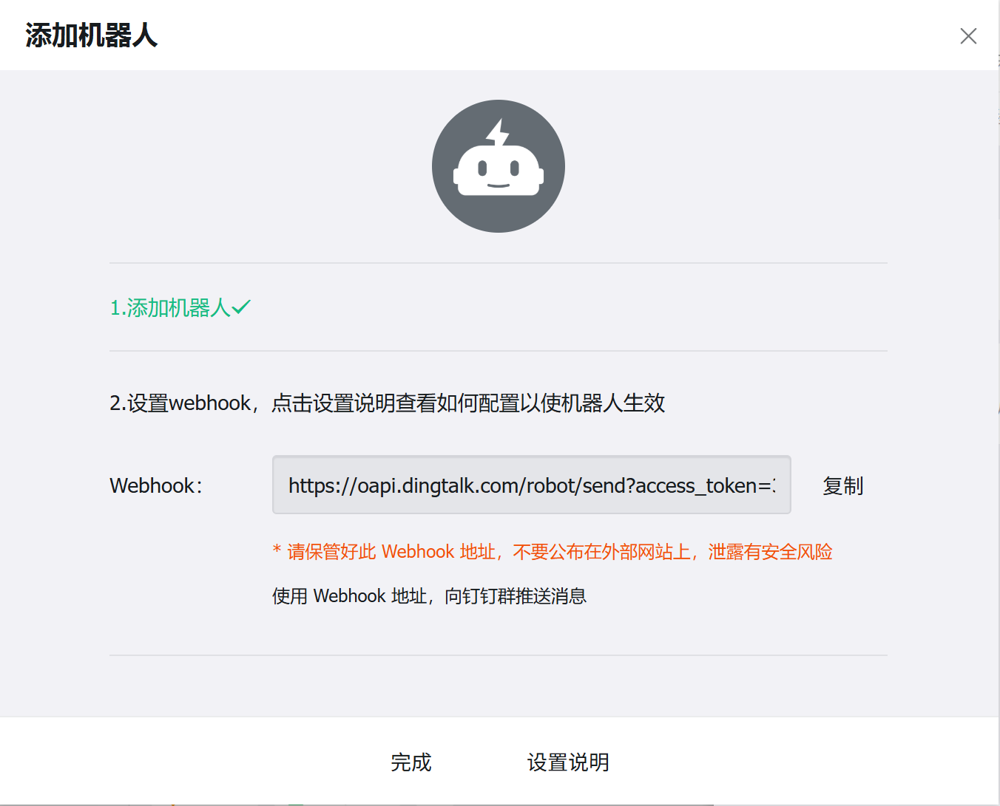 添加机器人
1.添加机器人
2.设置webhook，点击设置说明查看如何配置以使机器人生效
Webhook：
https://oapi.dingtalk.com/robot/send?access_token=
复制
* 请保管好此 Webhook 地址，不要公布在外部网站上，泄露有安全风险
使用 Webhook 地址，向钉钉群推送消息
完成
设置说明